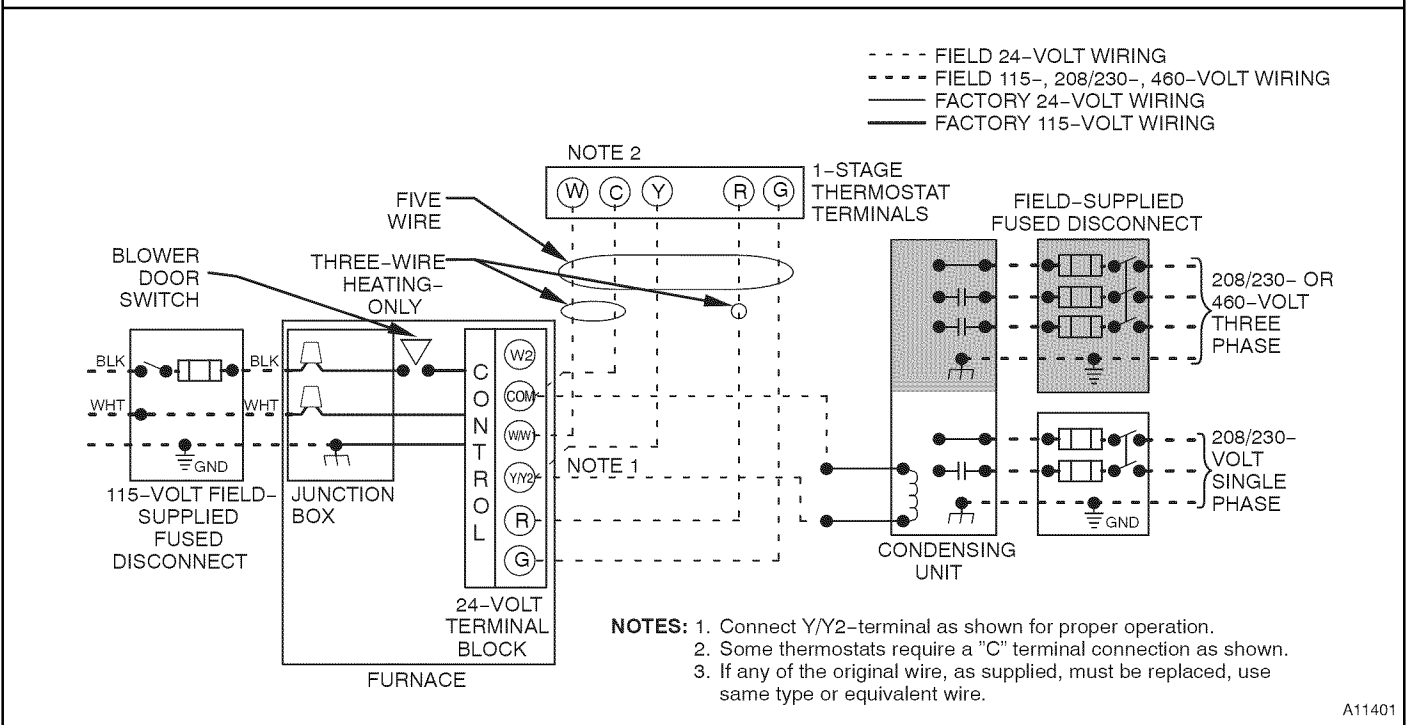 FIELD 24-VOLT WIRING
FIELD 115-, 208/230-, 460-VOLT WIRING
FACTORY 24-VOLT WIRING
FACTORY 115-VOLT WIRING
NOTE 2
W C Y R G
1-STAGE
THERMOSTAT
TERMINALS
FIVE
WIRE
THREE-WIRE
HEATING-
ONLY
BLOWER
DOOR
SWITCH
FIELD-SUPPLIED
FUSED DISCONNECT
208/230- OR
460-VOLT
THREE
PHASE
BLK
BLK
WHT
WHT
GND
115-VOLT FIELD-
SUPPLIED
FUSED
DISCONNECT
JUNCTION
BOX
CONTROL
W2
COM
W/W1
Y/Y2
R
G
NOTE 1
24-VOLT
TERMINAL
BLOCK
FURNACE
208/230-
VOLT
SINGLE
PHASE
GND
CONDENSING
UNIT
NOTES: 1. Connect Y/Y2-terminal as shown for proper operation.
2. Some thermostats require a "C" terminal connection as shown.
3. If any of the original wire, as supplied, must be replaced, use
same type or equivalent wire.
A11401